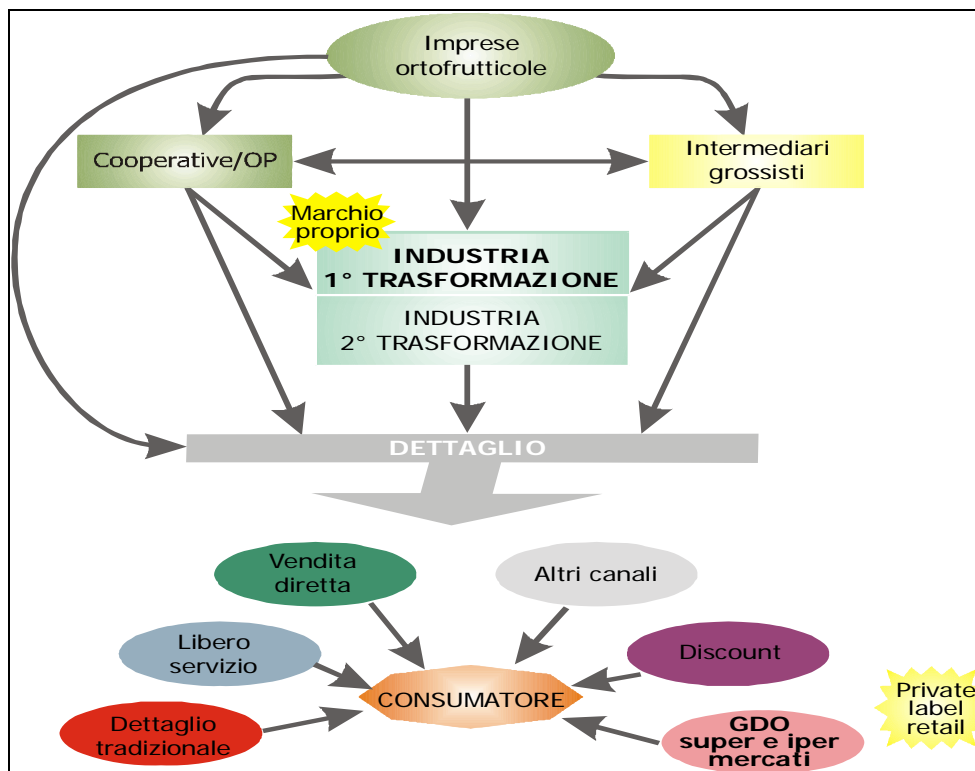 Imprese
ortofrutticole
Cooperative/OP
Intermediari
grossisti
Marchio
proprio
INDUSTRIA
1° TRASFORMAZIONE
INDUSTRIA
2° TRASFORMAZIONE
DETTAGLIO
Vendita
diretta
Altri canali
Libero
servizio
Discount
CONSUMATORE
Dettaglio
tradizionale
GDO
super e iper
mercati
Private
label
retail